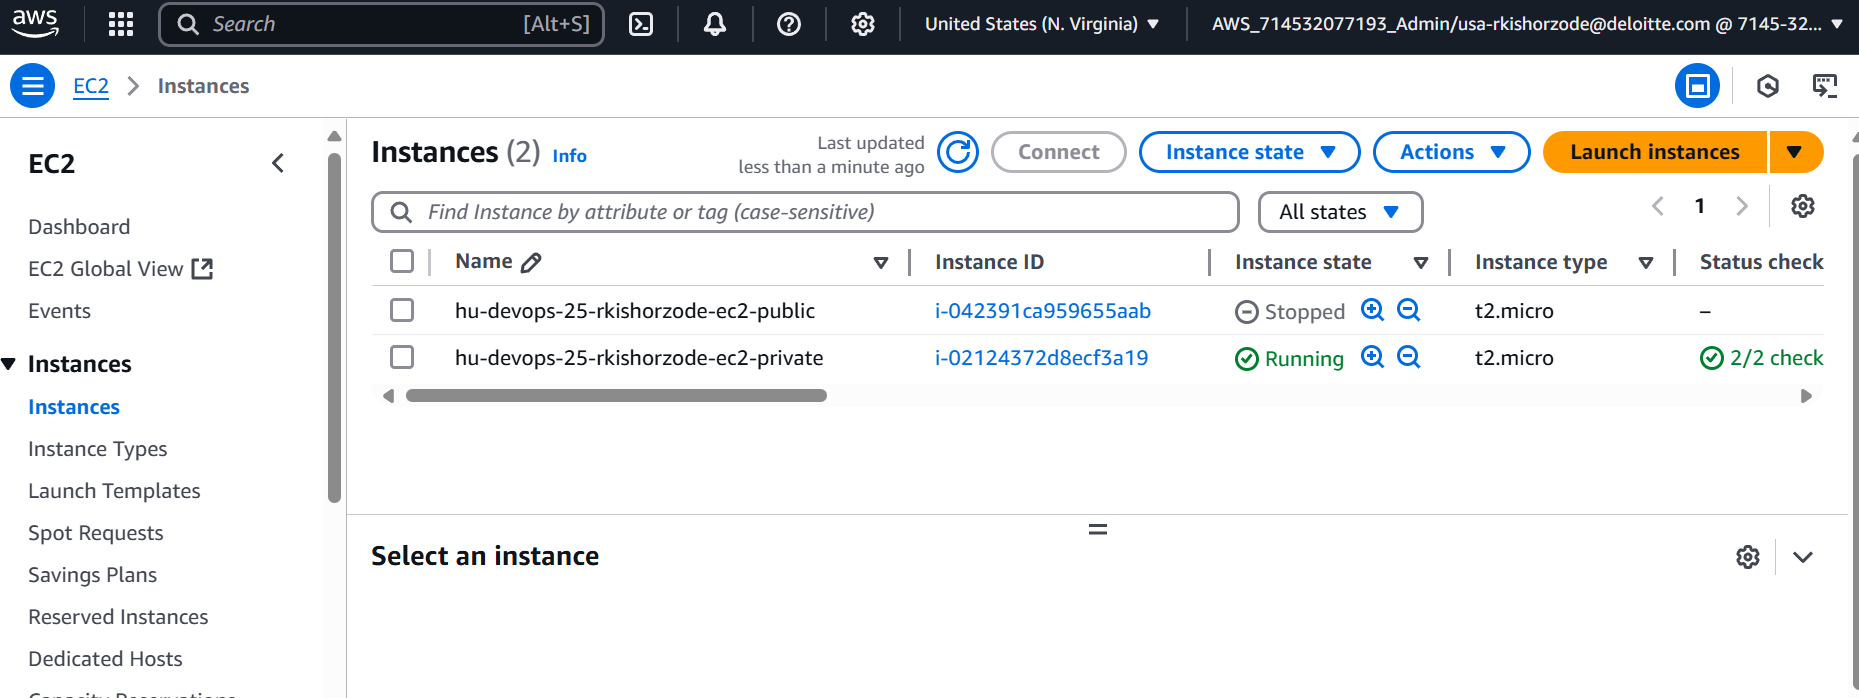 aws
Search [Alt+S]
United States (N. Virginia)
AWS_714532077193_Admin/usa-rkishorzode@deloitte.com @ 7145-32...
EC2 Instances
EC2
Dashboard
EC2 Global View
Events
Instances
Instances
Instance Types
Launch Templates
Spot Requests
Savings Plans
Reserved Instances
Dedicated Hosts
Capacity Reservations
Instances (2) Info
Last updated
less than a minute ago
Connect
Instance state
Actions
Launch instances
Find Instance by attribute or tag (case-sensitive)
All states
1
Name Instance ID Instance state Instance type Status check
hu-devops-25-rkishorzode-ec2-public i-042391ca959655aab Stopped t2.micro –
hu-devops-25-rkishorzode-ec2-private i-02124372d8ecf3a19 Running t2.micro 2/2 check
Select an instance